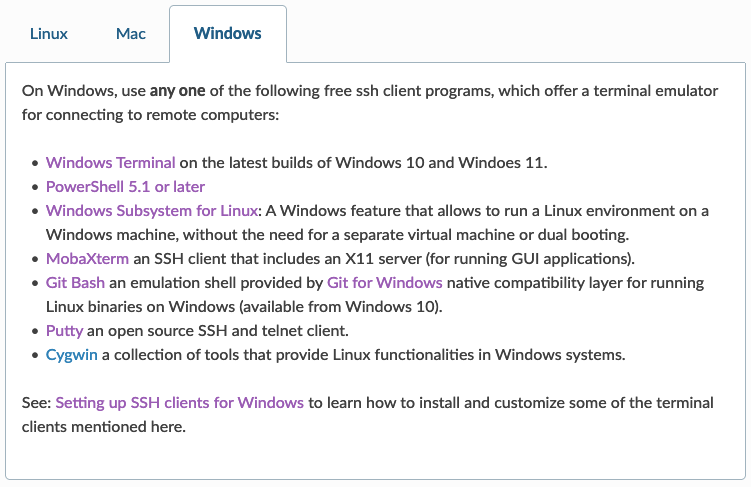 Linux Mac Windows
On Windows, use any one of the following free ssh client programs, which offer a terminal emulator
for connecting to remote computers:
• Windows Terminal on the latest builds of Windows 10 and Windoes 11.
• PowerShell 5.1 or later
• Windows Subsystem for Linux: A Windows feature that allows to run a Linux environment on a
Windows machine, without the need for a separate virtual machine or dual booting.
• MobaXterm an SSH client that includes an X11 server (for running GUI applications).
• Git Bash an emulation shell provided by Git for Windows native compatibility layer for running
Linux binaries on Windows (available from Windows 10).
• Putty an open source SSH and telnet client.
• Cygwin a collection of tools that provide Linux functionalities in Windows systems.
See: Setting up SSH clients for Windows to learn how to install and customize some of the terminal
clients mentioned here.